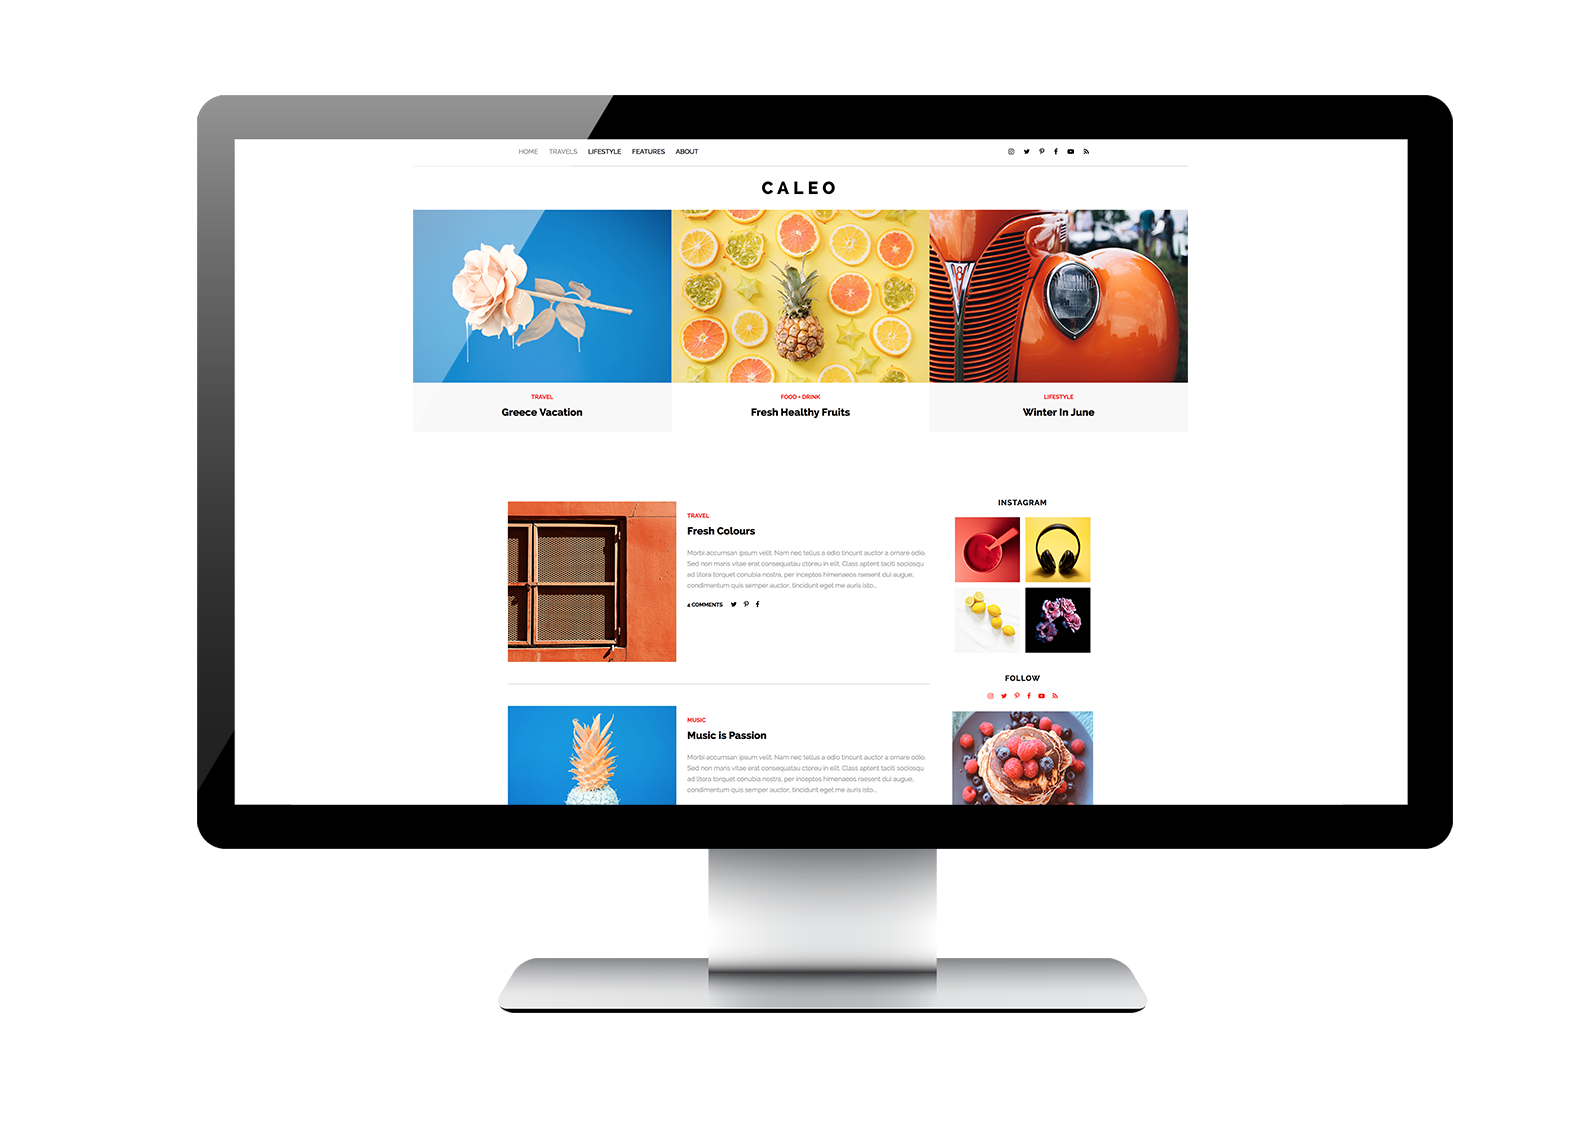 HOME TRAVELS LIFESTYLE FEATURES ABOUT
CALEO
V8
TRAVEL
Greece Vacation
FOOD + DRINK
Fresh Healthy Fruits
LIFESTYLE
Winter In June
TRAVEL
Fresh Colours
Morbi accumsan ipsum velit. Nam nec tellus a odio tincunt auctor a ornare odio.
Sed non maris vitae erat consequatau ctoreu in elit. Class aptent taciti sociosqu
ad litora torquet conubia nostra, per inceptos himenaeos raesent dui augue,
condimentum quis semper auctor, tincidunt eget me auris isto...
4 COMMENTS
MUSIC
Music is Passion
Morbi accumsan ipsum velit. Nam nec tellus a odio tincunt auctor a ornare odio.
Sed non maris vitae erat consequatau ctoreu in elit. Class aptent taciti sociosqu
ad litora torquet conubia nostra, per inceptos himenaeos raesent dui augue,
condimentum quis semper auctor, tincidunt eget me auris isto...
INSTAGRAM
FOLLOW